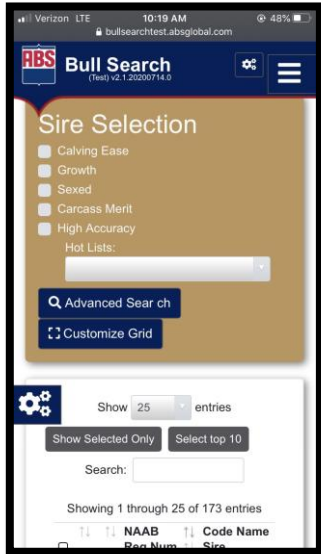 Verizon LTE 10:19 AM 48%
bullsearchtest.absglobal.com
ABS
Bull Search
(Test) v2.1.20200714.0
Sire Selection
Calving Ease
Growth
Sexed
Carcass Merit
High Accuracy
Hot Lists:
Advanced Sear ch
Customize Grid
Show 25 entries
Show Selected Only Select top 10
Search:
Showing 1 through 25 of 173 entries
NAAB Code Name
Reg Num Sire